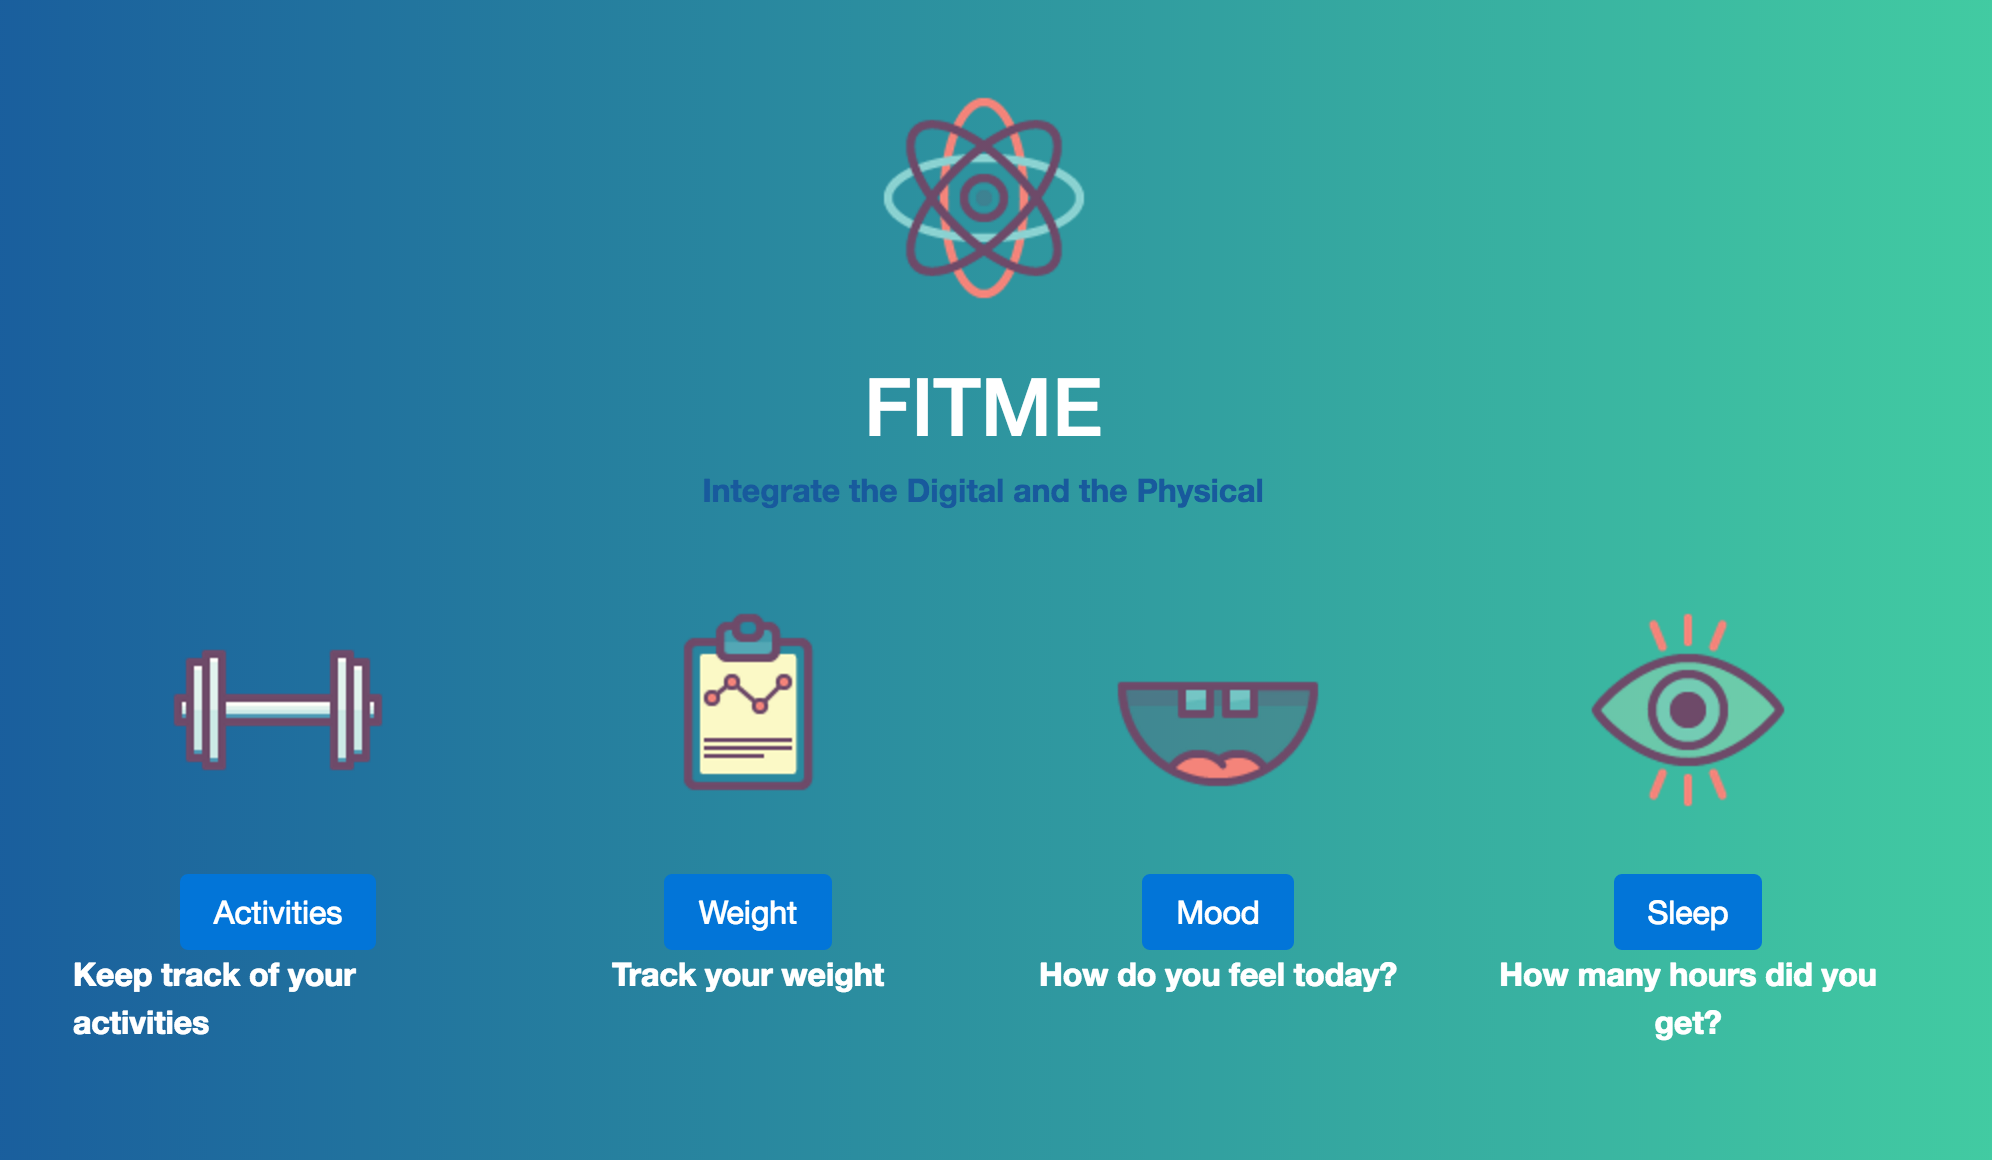 FITME
Integrate the Digital and the Physical
Activities
Keep track of your
activities
Weight
Track your weight
Mood
How do you feel today?
Sleep
How many hours did you
get?